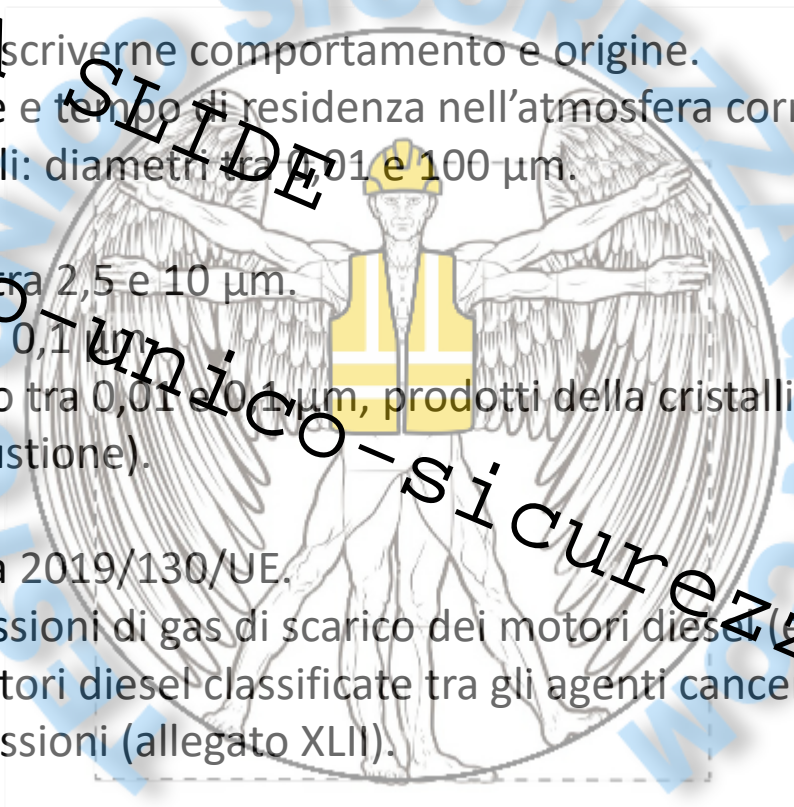 scriverne comportamento e origine.
SLIDE
e e tempo di residenza nell'atmosfera corr
li: diametri tra 0,01 e 100 µm.
tra 2,5 e 10 µm.
o-unico-sicurezz
0,1 µm
o tra 0,01 e 0,1 µm, prodotti della cristalli
ustione).
a 2019/130/UE.
ssioni di gas di scarico dei motori diesel (e
tori diesel classificate tra gli agenti cance
ssioni (allegato XLII).